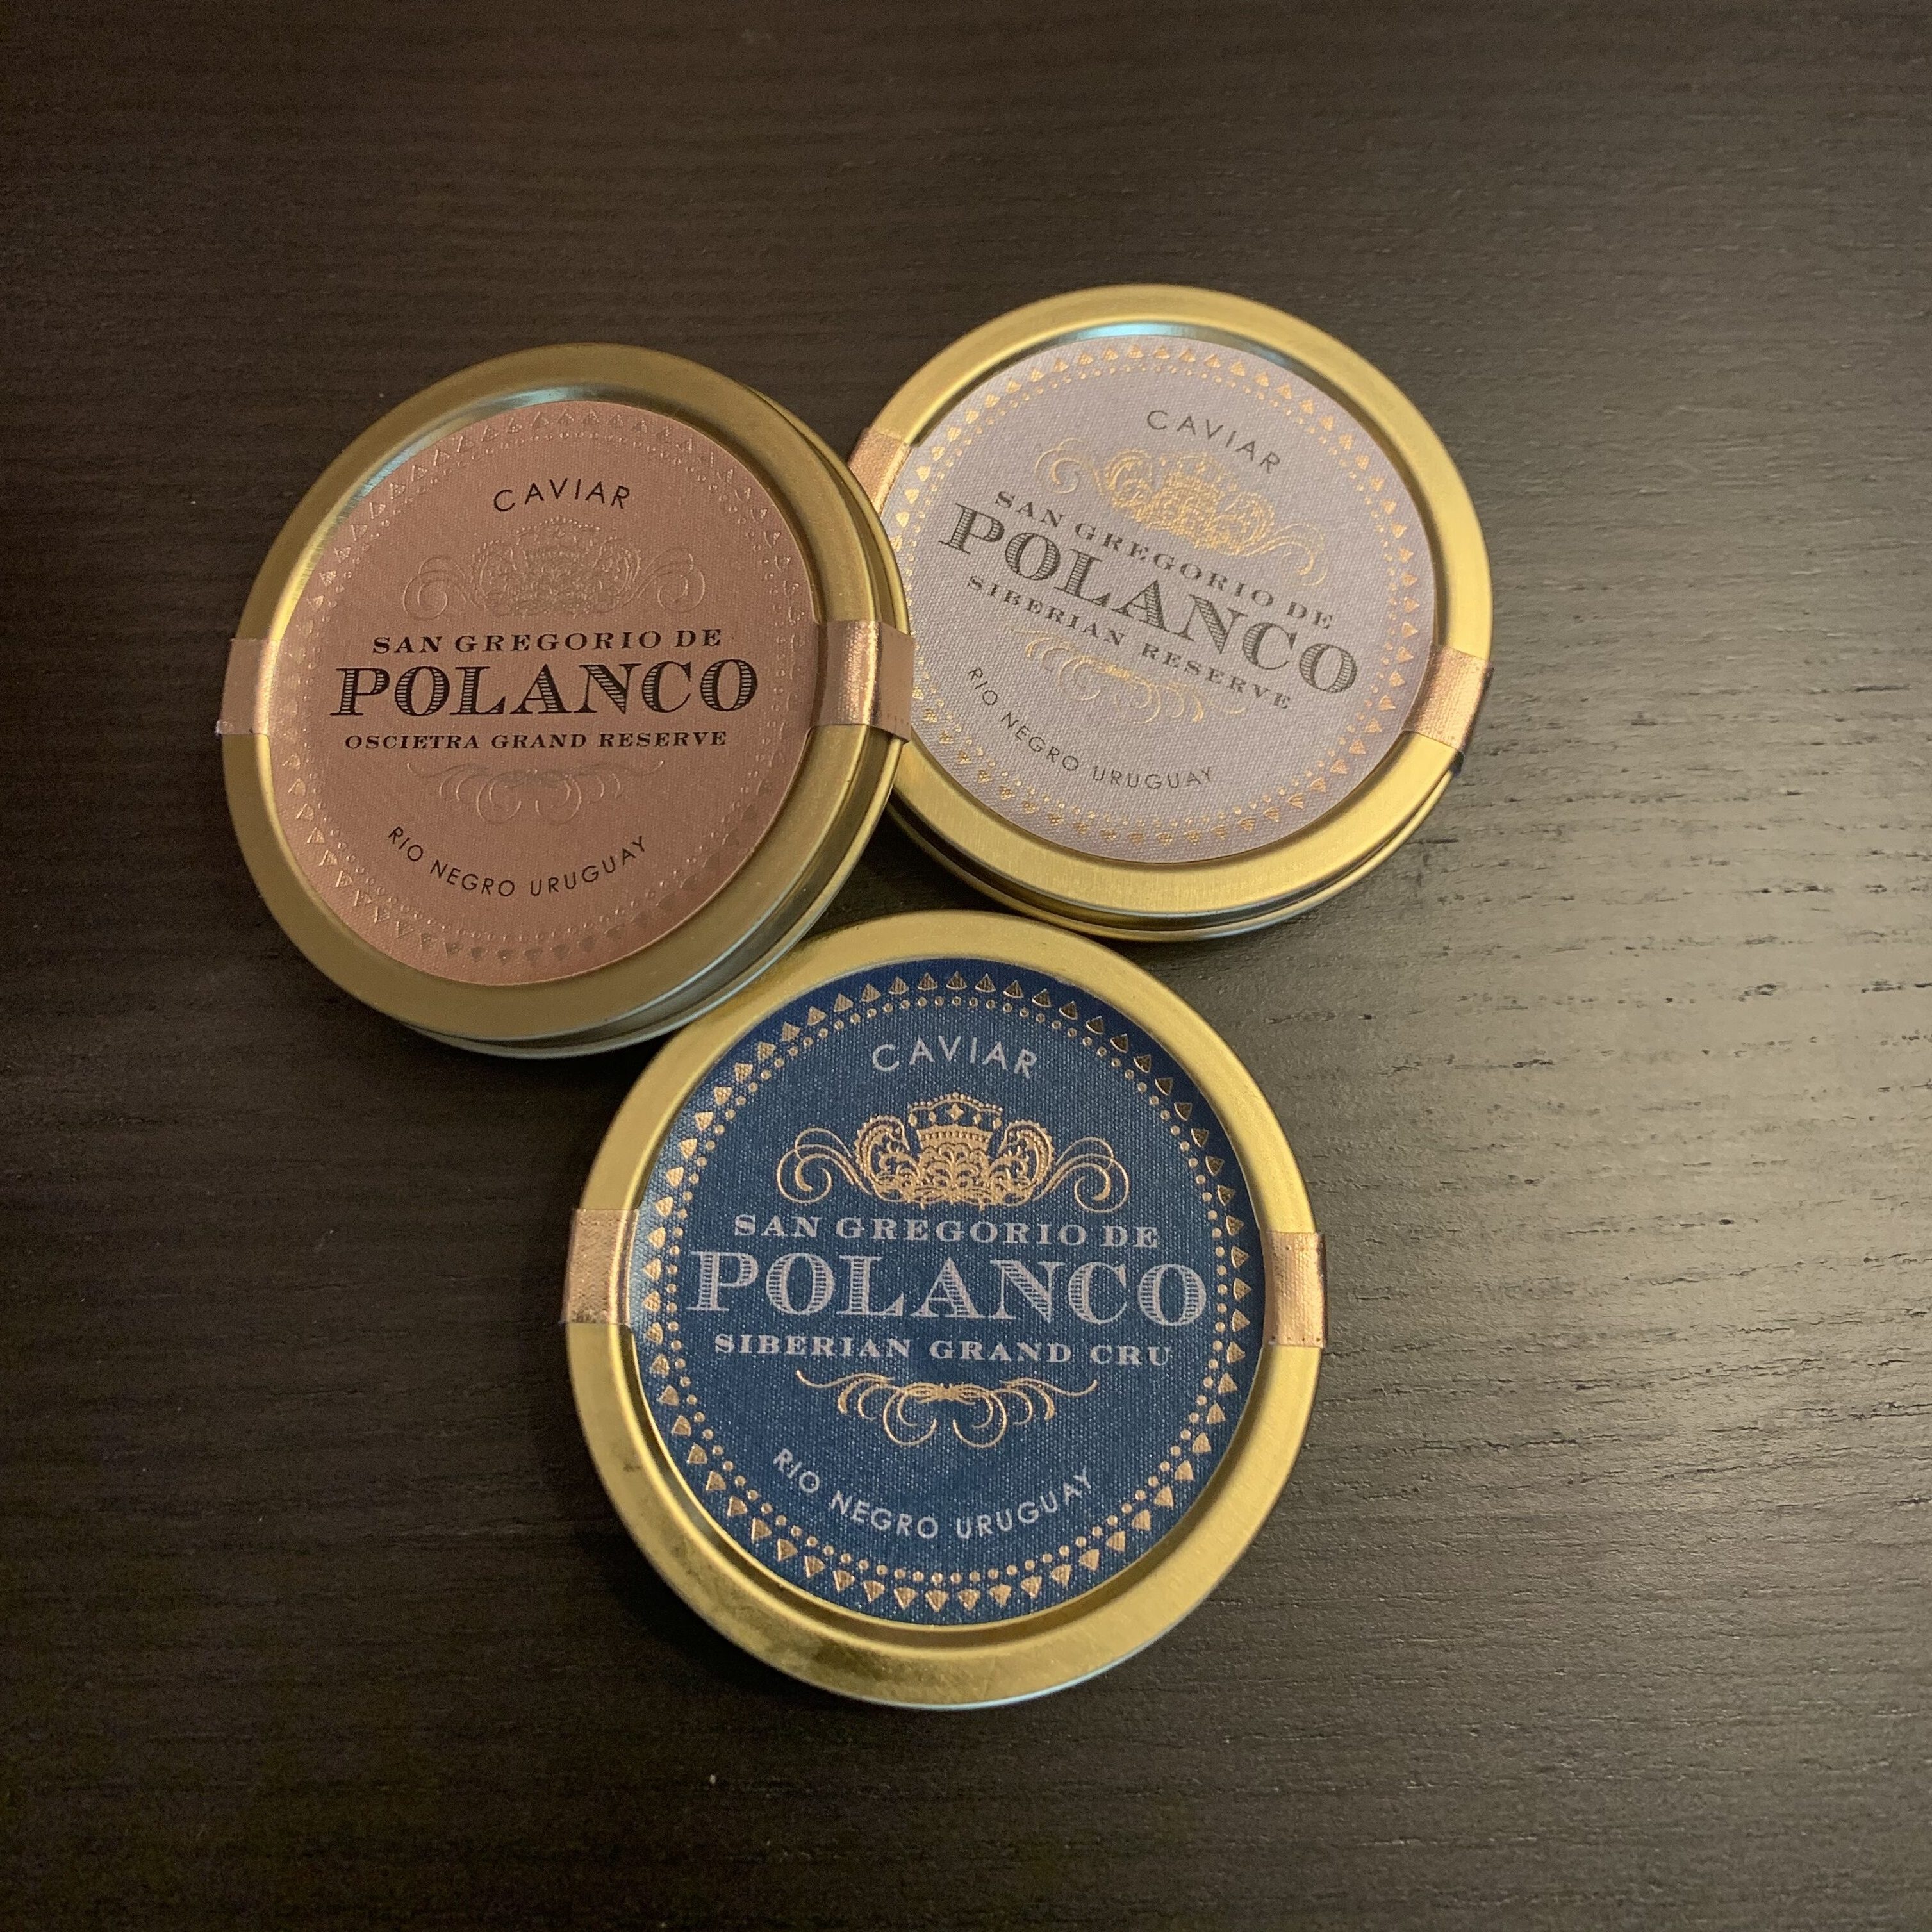 CAVIAR
SAN GREGORIO DE
POLANCO
OSCIETRA GRAND RESERVE
RIO NEGRO URUGUAY
CAVIAR
SAN GREGORIO DE
POLANCO
SIBERIAN RESERVE
RIO NEGRO URUGUAY
CAVIAR
SAN GREGORIO DE
POLANCO
SIBERIAN GRAND CRU
RIO NEGRO URUGUAY